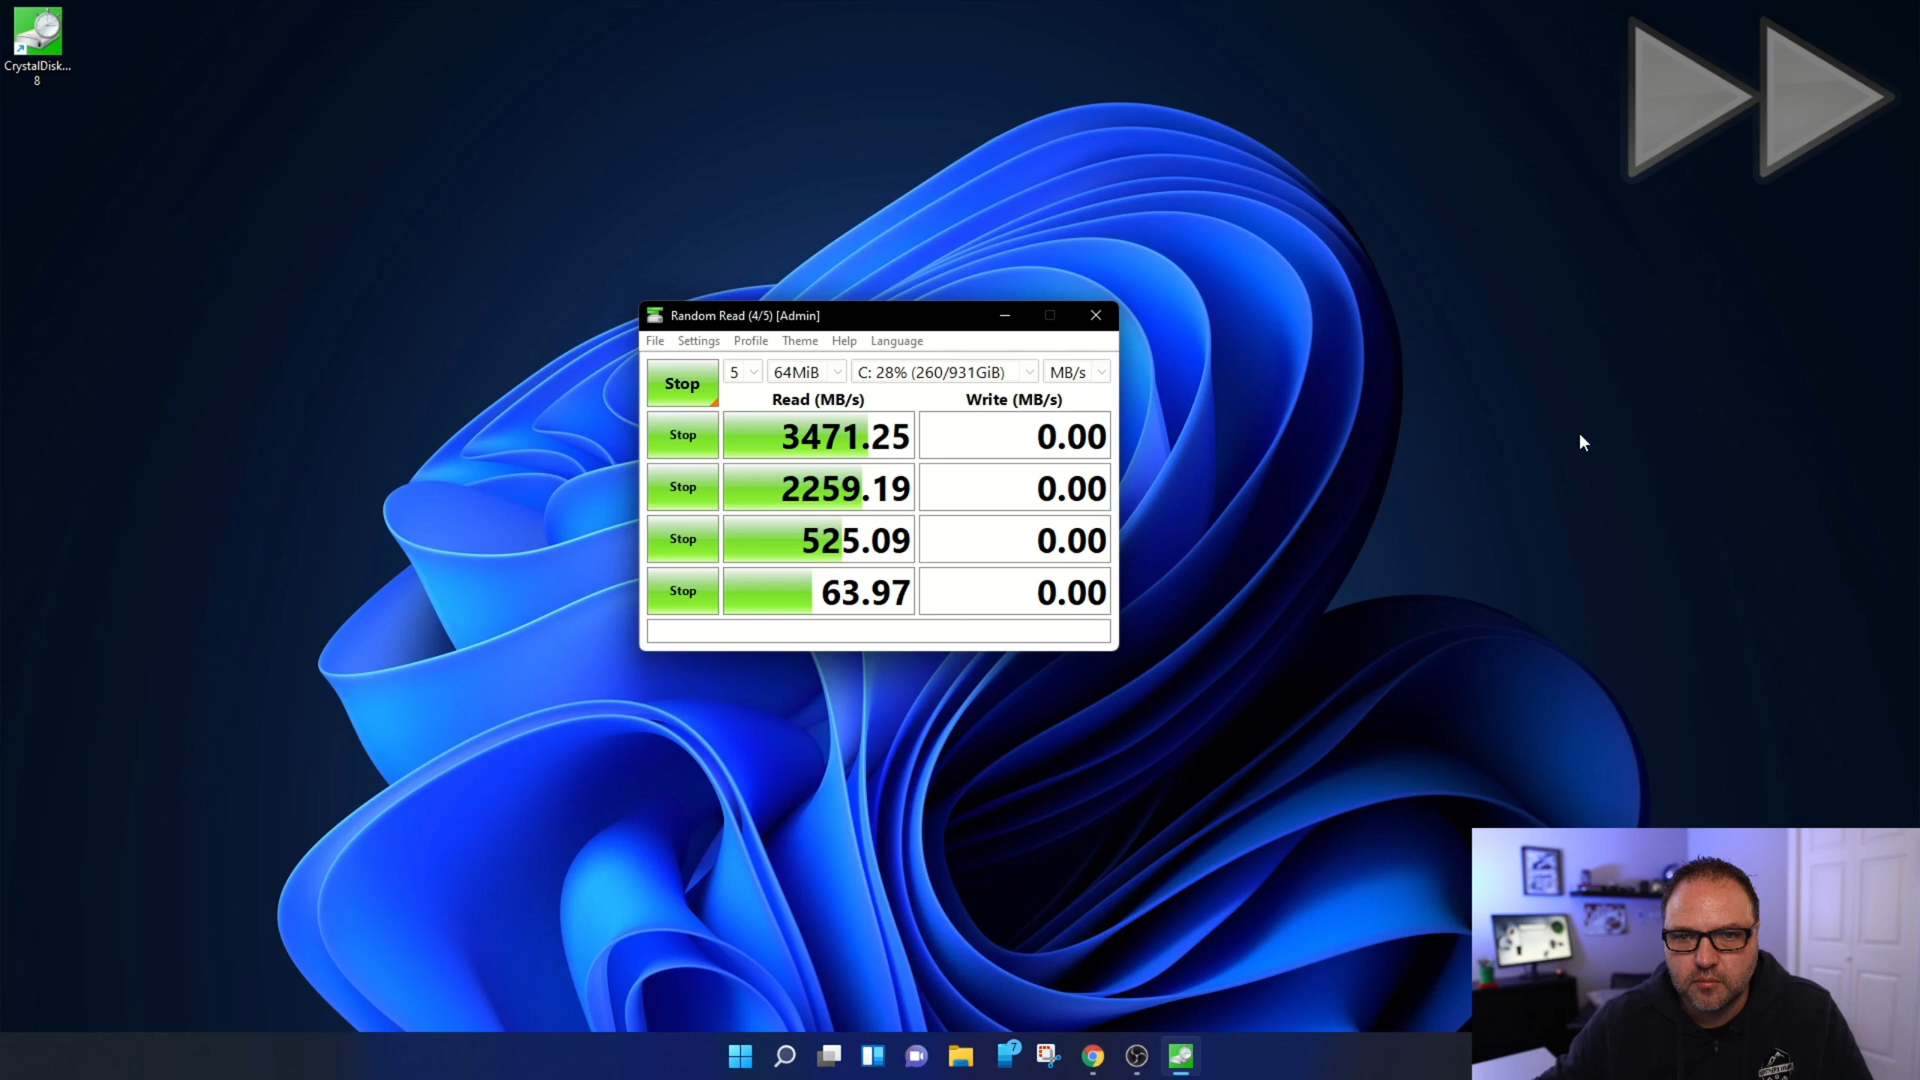 CrystalDisk...
8
Random Read (4/5) [Admin]
File Settings Profile Theme Help Language
Stop 5 64MiB C: 28% (260/931GiB) MB/s
Read (MB/s) Write (MB/s)
Stop 3471.25 0.00
Stop 2259.19 0.00
Stop 525.09 0.00
Stop 63.97 0.00
7